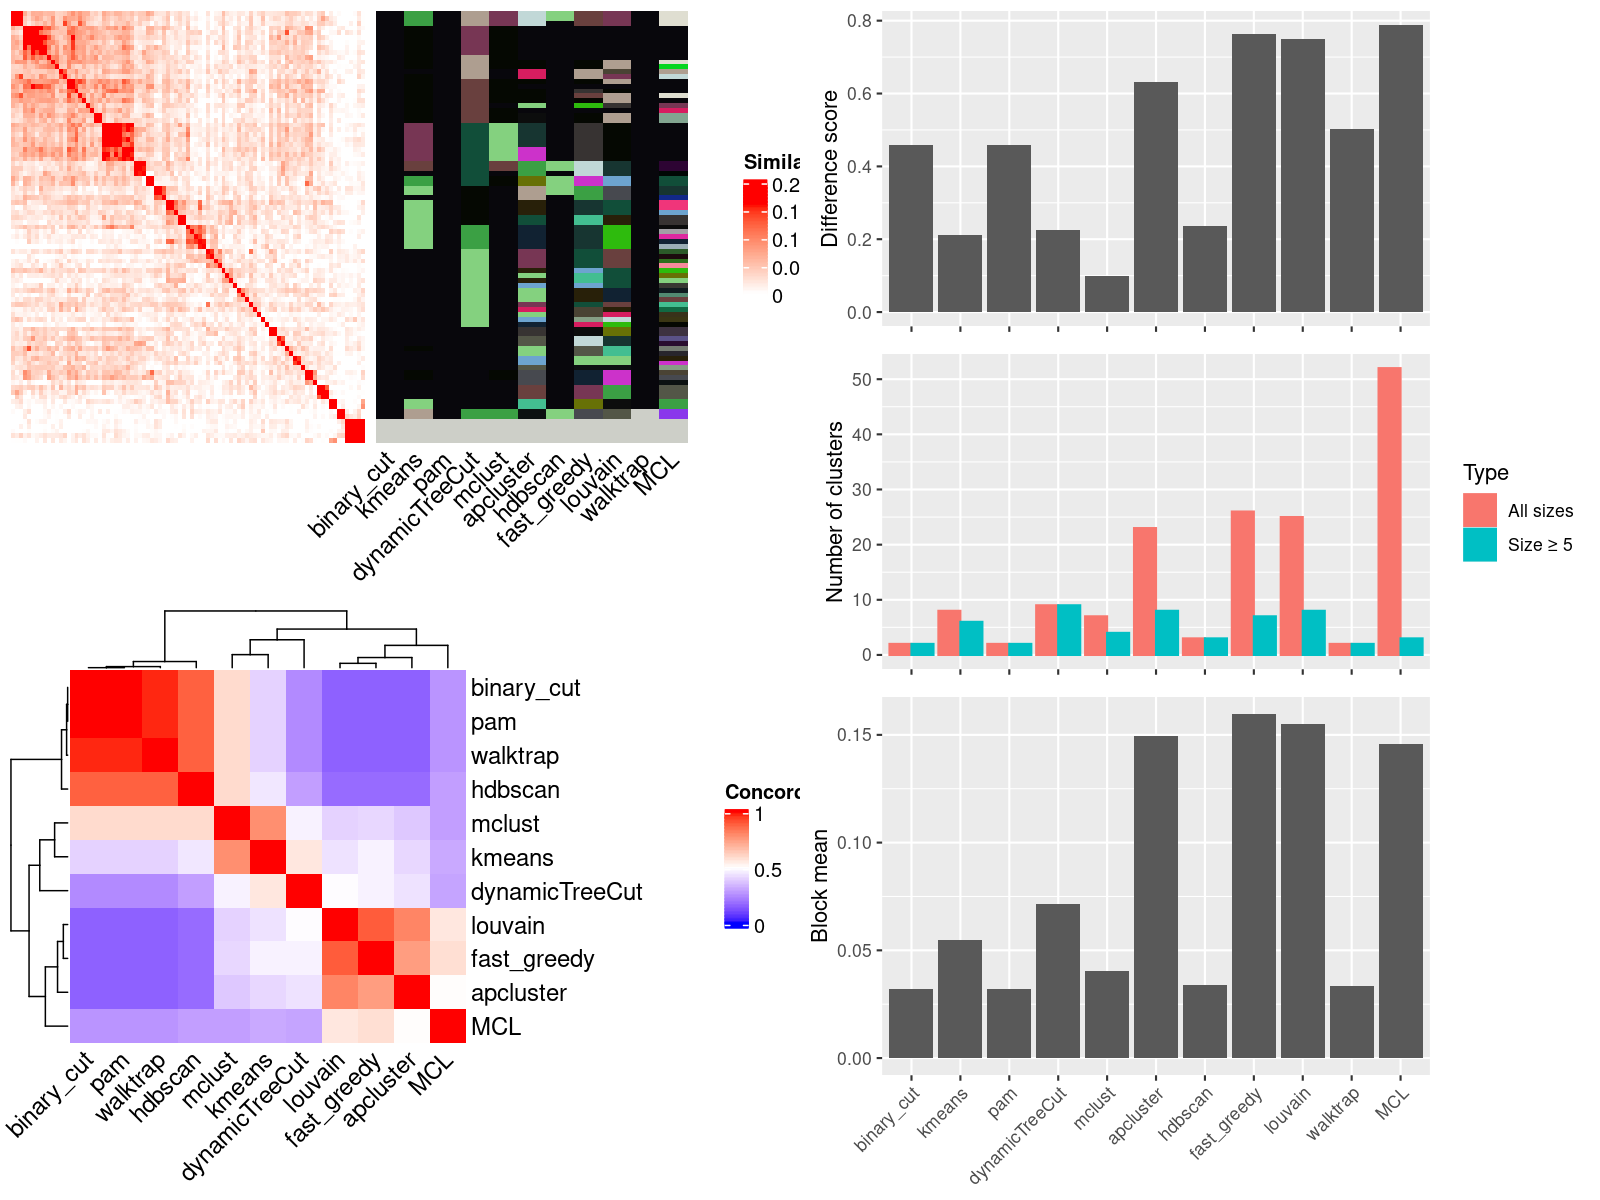 Simila
0.2
0.1
0.1
0.0
0
binary_cut
kmeans
pam
dynamicTreeCut
mclust
apcluster
hdbscan
fast_greedy
louvain
walktrap
MCL
binary_cut
pam
walktrap
hdbscan
mclust
kmeans
dynamicTreeCut
louvain
fast_greedy
apcluster
MCL
binary_cut
pam
walktrap
hdbscan
mclust
kmeans
dynamicTreeCut
louvain
fast_greedy
apcluster
MCL
Concord
1
0.5
0
Difference score
0.8
0.6
0.4
0.2
0.0
Number of clusters
50
40
30
20
10
0
Type
All sizes
Size ≥ 5
Block mean
0.15
0.10
0.05
0.00
binary_cut
kmeans
pam
dynamicTreeCut
mclust
apcluster
hdbscan
fast_greedy
louvain
walktrap
MCL